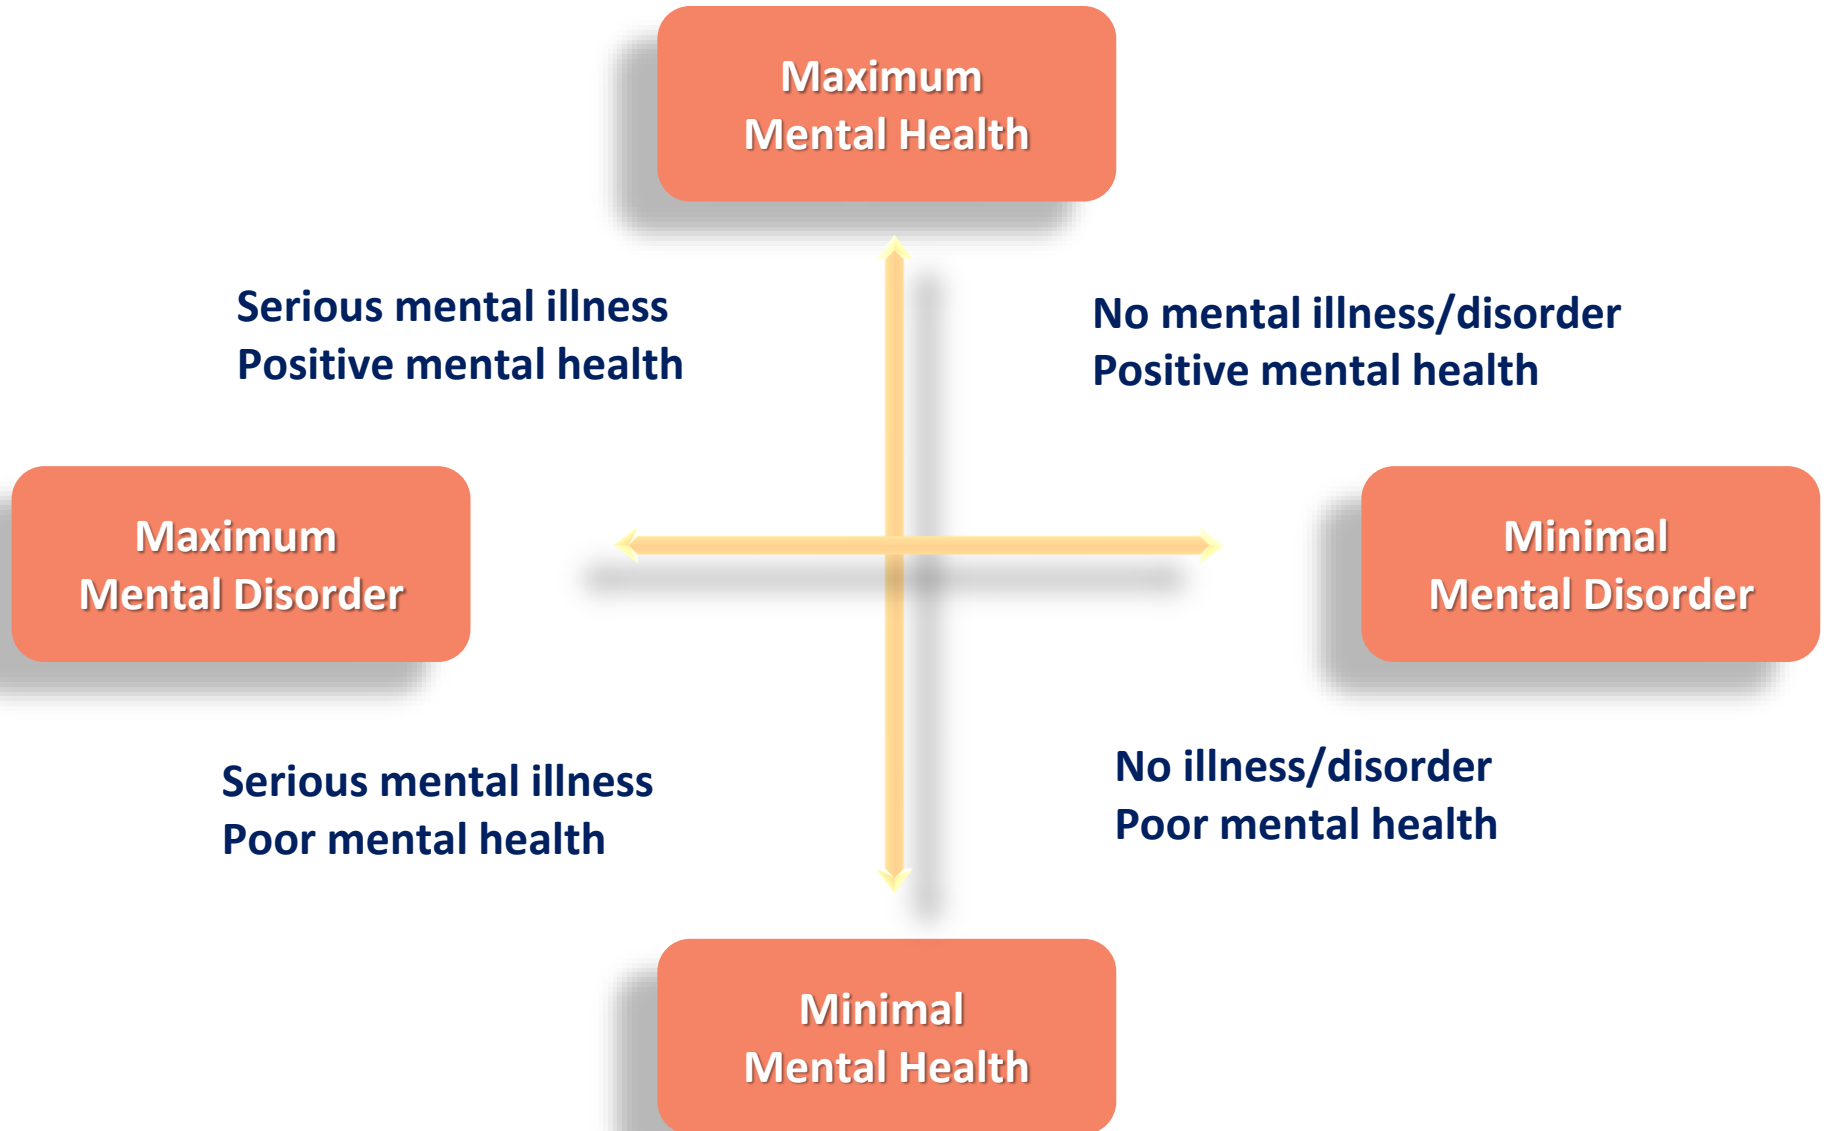 Maximum
Mental Health
Serious mental illness
Positive mental health
No mental illness/disorder
Positive mental health
Maximum
Mental Disorder
Minimal
Mental Disorder
Serious mental illness
Poor mental health
No illness/disorder
Poor mental health
Minimal
Mental Health